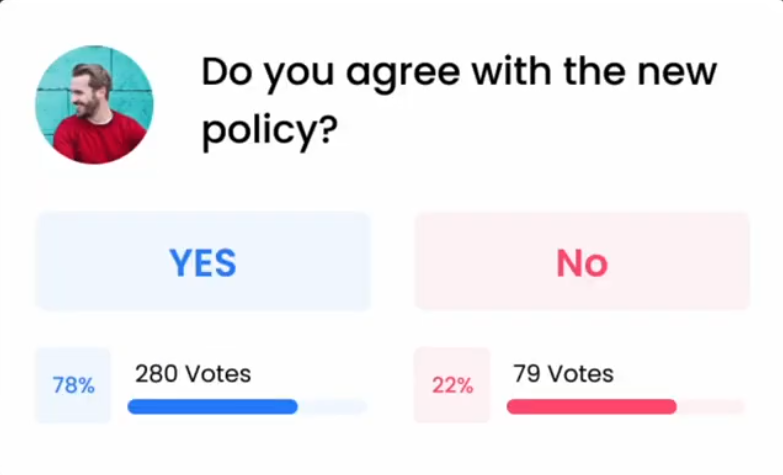 Do you agree with the new
policy?
YES
No
78%
280 Votes
22%
79 Votes